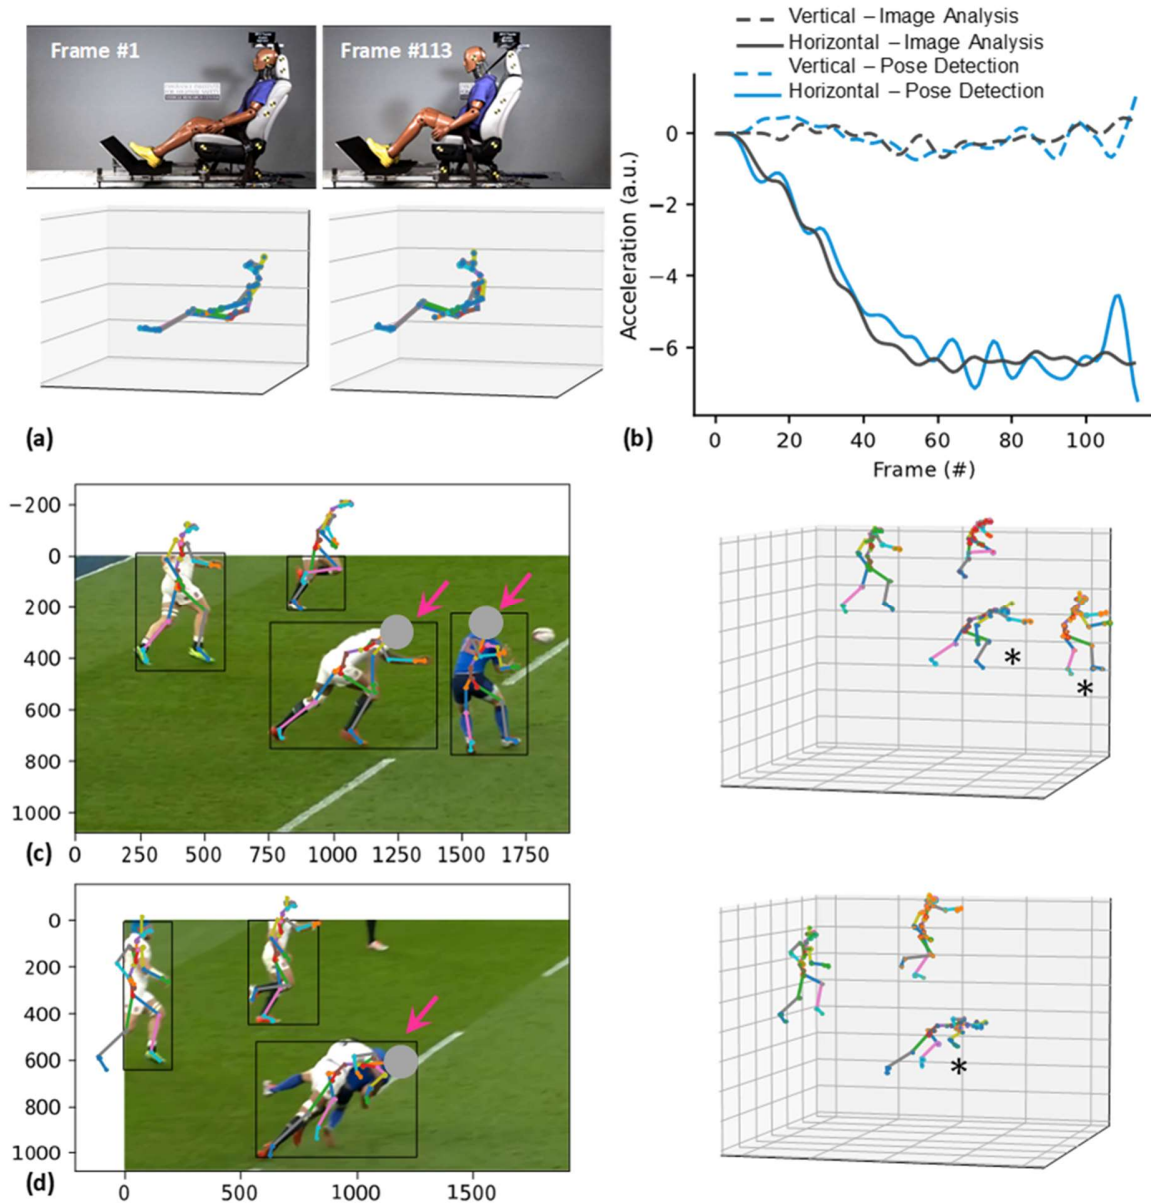 Frame #1
Frame #113
(a)
Vertical – Image Analysis
Horizontal – Image Analysis
Vertical – Pose Detection
Horizontal – Pose Detection
Acceleration (a.u.)
0
−2
−4
−6
0 20 40 60 80 100
Frame (#)
(b)
−200
0
200
400
600
800
1000
0 250 500 750 1000 1250 1500 1750
(c)
*
*
0
200
400
600
800
1000
0 500 1000 1500
(d)
*